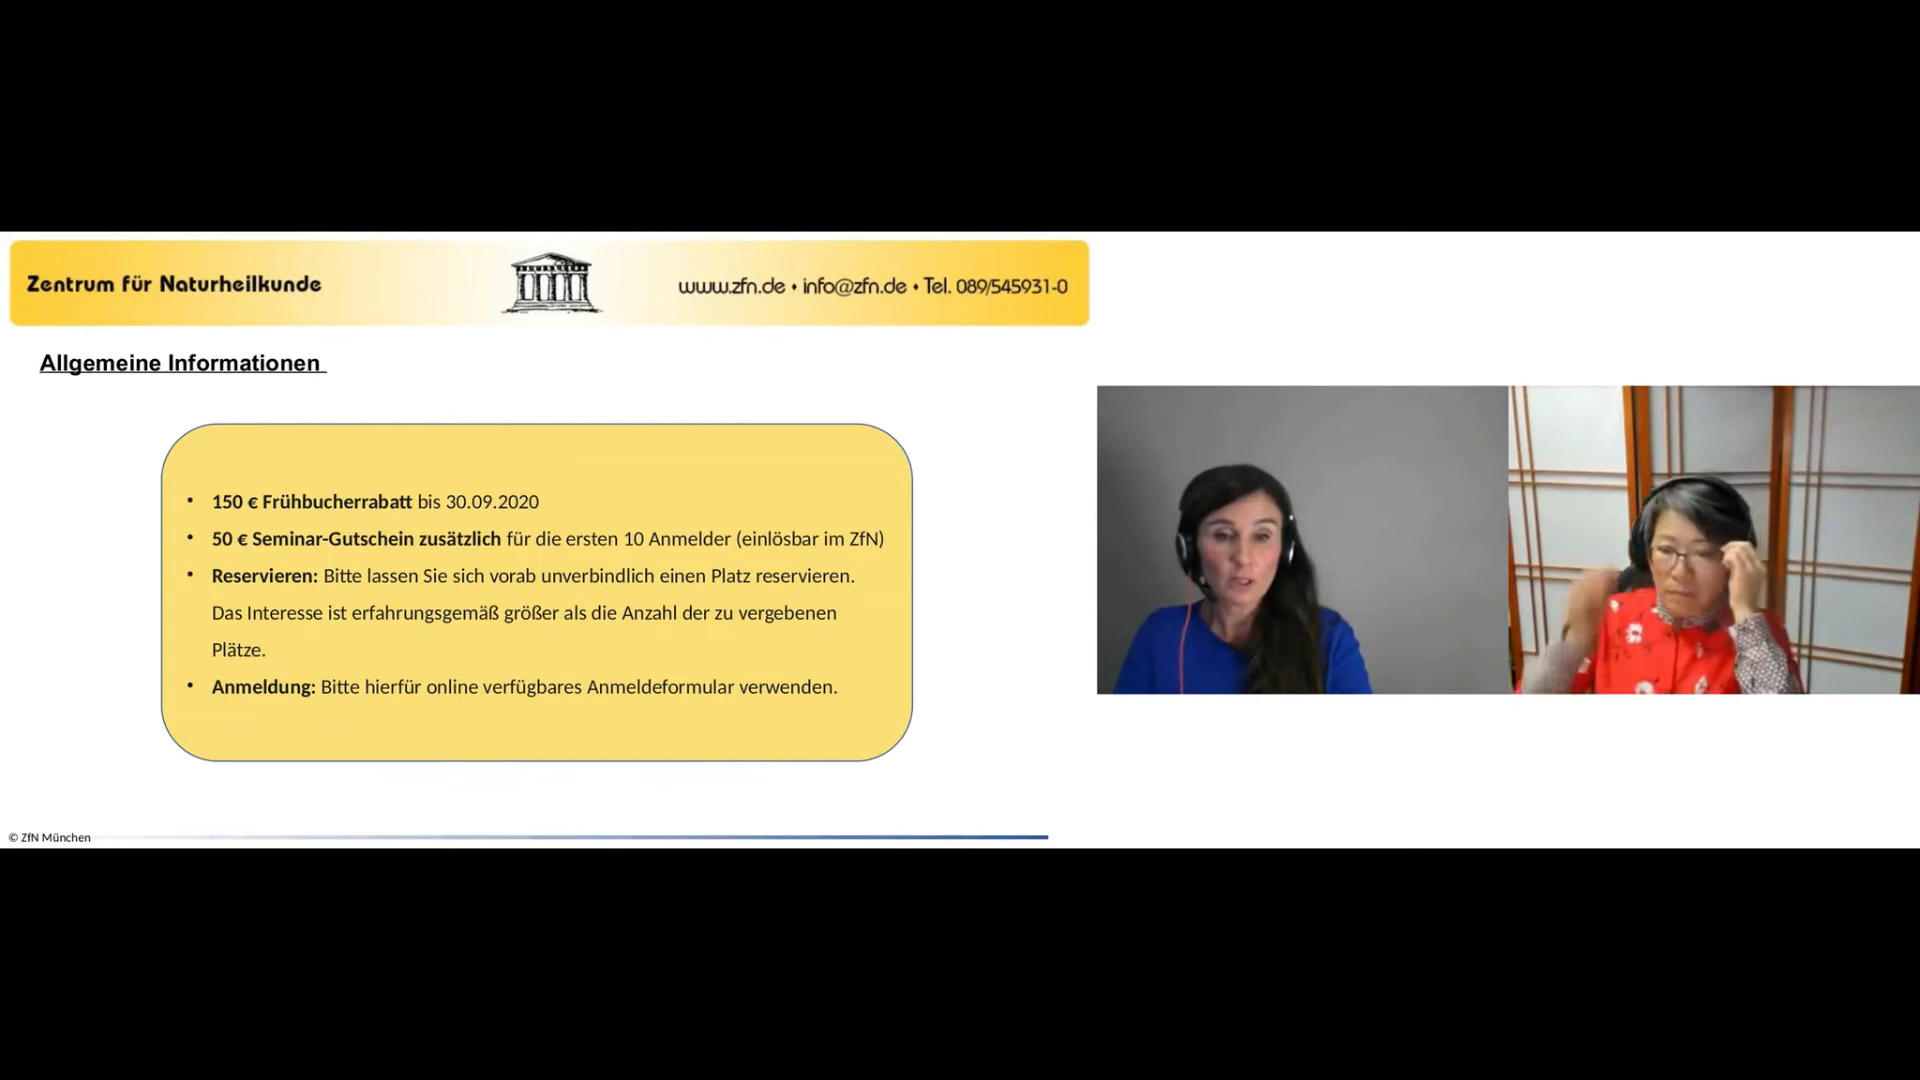 Zentrum für Naturheilkunde
www.zfn.de • info@zfn.de • Tel. 089/545931-0
Allgemeine Informationen
• 150 € Frühbucherrabatt bis 30.09.2020
• 50 € Seminar-Gutschein zusätzlich für die ersten 10 Anmelder (einlösbar im ZfN)
• Reservieren: Bitte lassen Sie sich vorab unverbindlich einen Platz reservieren.
Das Interesse ist erfahrungsgemäß größer als die Anzahl der zu vergebenen
Plätze.
• Anmeldung: Bitte hierfür online verfügbares Anmeldeformular verwenden.
© ZfN München